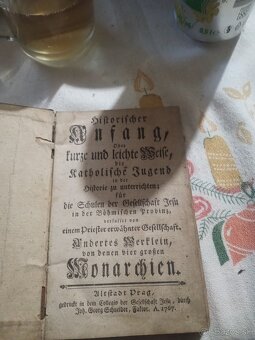 Historischer
Anfang,
Oder
kurze und leichte Weise,
die
Katholische Jugend
in der
Historie zu unterrichten:
für
die Schulen der Gesellschaft Jesu
in der Böhmischen Provinz,
verfasset von
einem Priester erwähnter Gesellschaft.
Andertes Werklein,
von denen vier grossen
Monarchien.
Altstadt Prag,
gedruckt in dem Collegio der Gesellschaft Jesu, durch
Joh. Georg Schneider, Faktor. A. 1767.